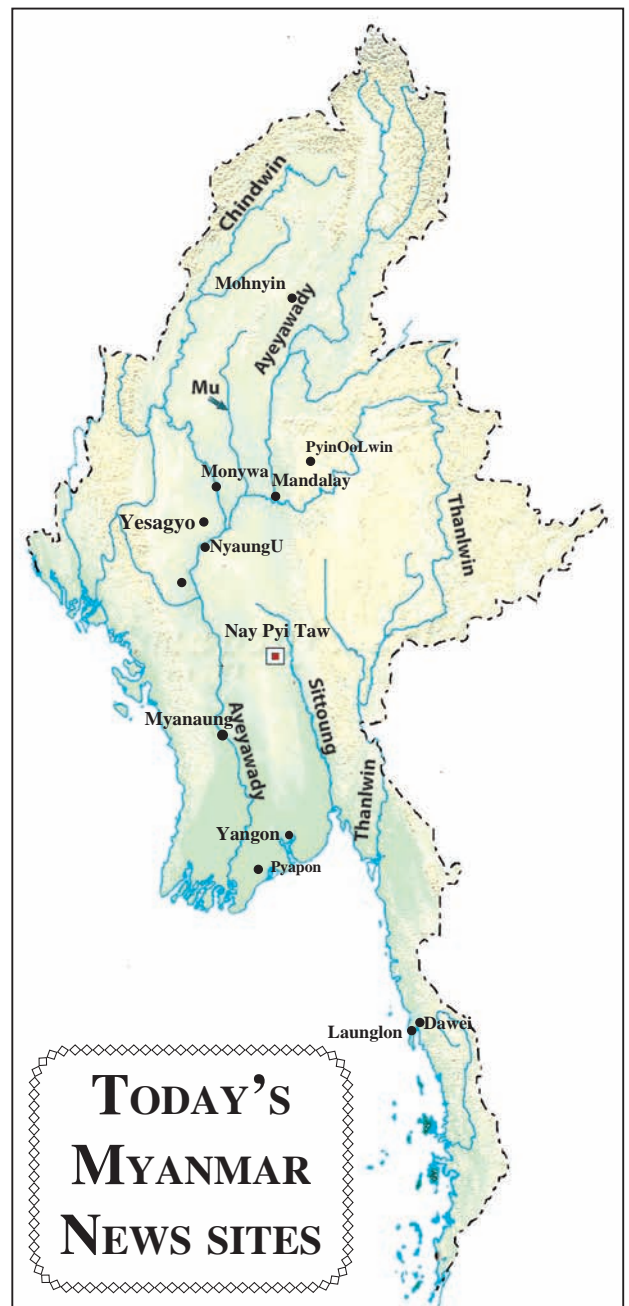 Chindwin
Mohnyin
Ayeyawady
Mu
PyinOoLwin
Monywa
Mandalay
Yesagyo
NyaungU
Thanlwin
Nay Pyi Taw
Sittoung
Myanaung
Ayeyawady
Thanlwin
Yangon
Pyapon
Dawei
Launglon
TODAY'S
MYANMAR
NEWS SITES